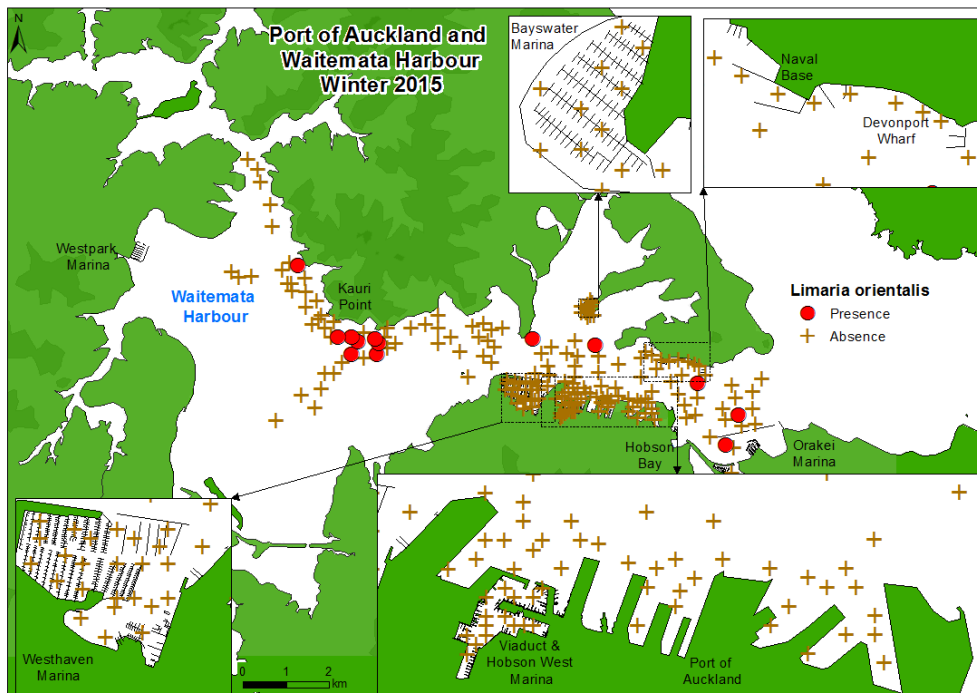 N
Port of Auckland and
Waitemata Harbour
Winter 2015
Bayswater
Marina
Naval
Base
Devonport
Wharf
Westpark
Marina
Waitemata
Harbour
Kauri
Point
Limaria orientalis
Presence
Absence
Hobson
Bay
Orakei
Marina
Westhaven
Marina
0 1 2
km
Viaduct &
Hobson West
Marina
Port of
Auckland